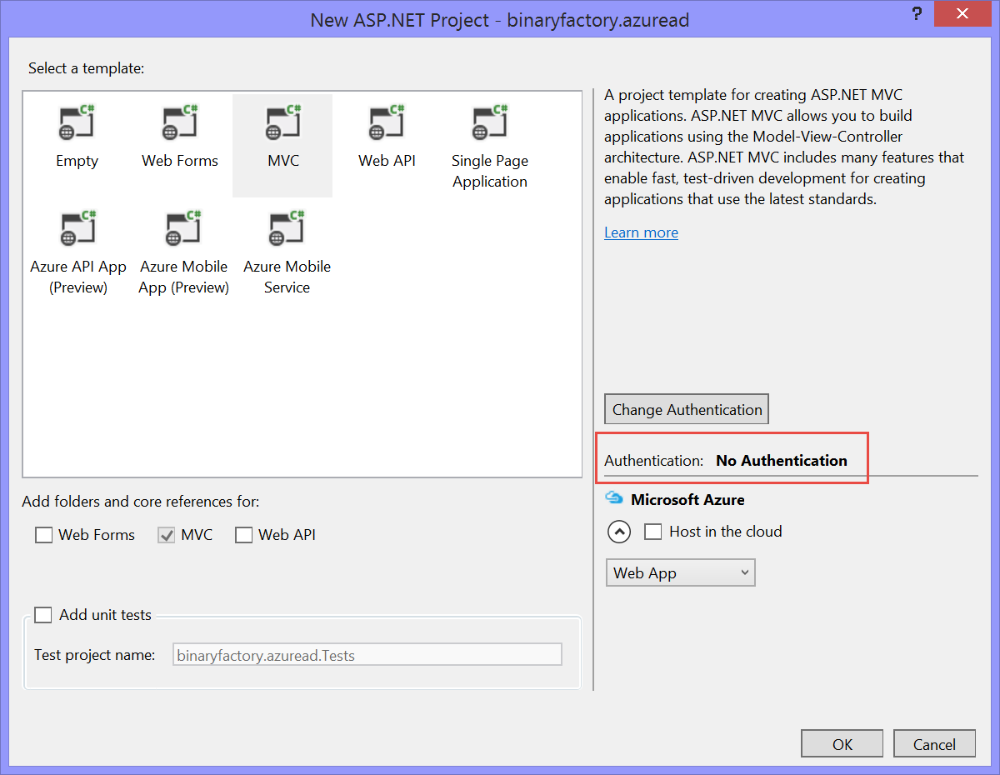 New ASP.NET Project - binaryfactory.azuread
?
Select a template:
C# C# C# C# C#
Empty Web Forms MVC Web API Single Page
Application
C# C# C#
Azure API App Azure Mobile Azure Mobile
(Preview) App (Preview) Service
Add folders and core references for:
Web Forms MVC Web API
Add unit tests
Test project name: binaryfactory.azuread.Tests
A project template for creating ASP.NET MVC
applications. ASP.NET MVC allows you to build
applications using the Model-View-Controller
architecture. ASP.NET MVC includes many features that
enable fast, test-driven development for creating
applications that use the latest standards.
Learn more
Change Authentication
Authentication: No Authentication
Microsoft Azure
Host in the cloud
Web App
OK Cancel